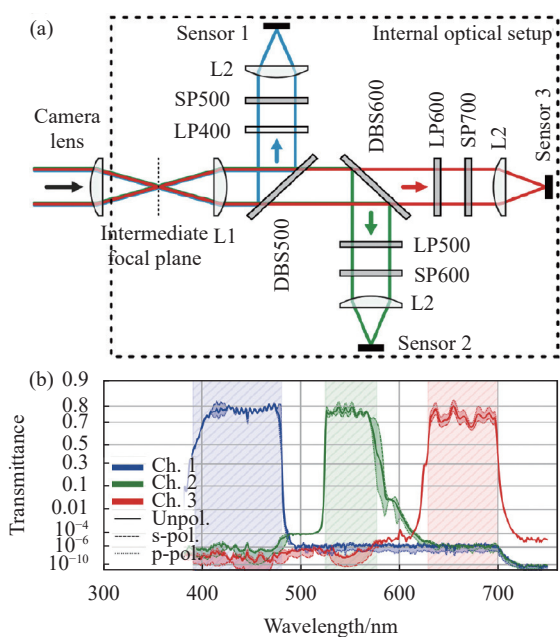 (a)
Sensor 1
Internal optical setup
L2
SP500
LP400
Camera
lens
DBS600
LP600
SP700
L2
Sensor 3
Intermediate
focal plane
L1
DBS500
LP500
SP600
L2
Sensor 2
(b)
Transmittance
0.9
0.8
0.7
0.5
0.3
0.1
0.01
10⁻⁴
10⁻⁶
10⁻¹⁰
Ch. 1
Ch. 2
Ch. 3
Unpol.
s-pol.
p-pol.
300 400 500 600 700
Wavelength/nm